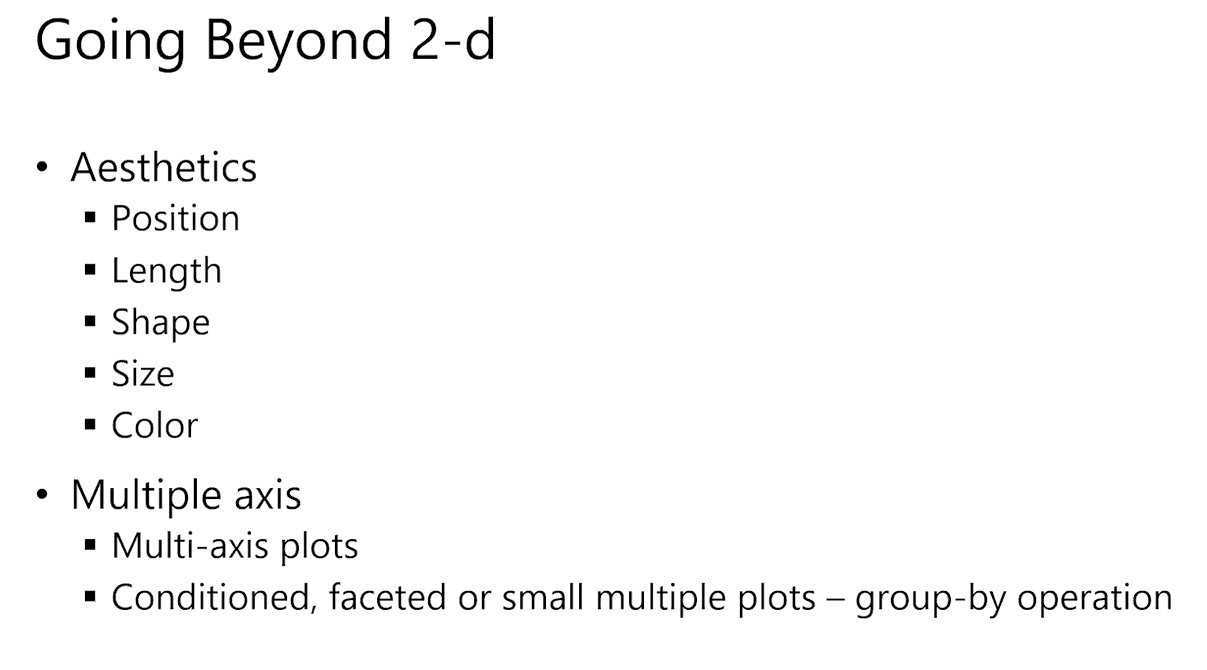 Going Beyond 2-d
• Aesthetics
▪ Position
▪ Length
▪ Shape
▪ Size
▪ Color
• Multiple axis
▪ Multi-axis plots
▪ Conditioned, faceted or small multiple plots – group-by operation